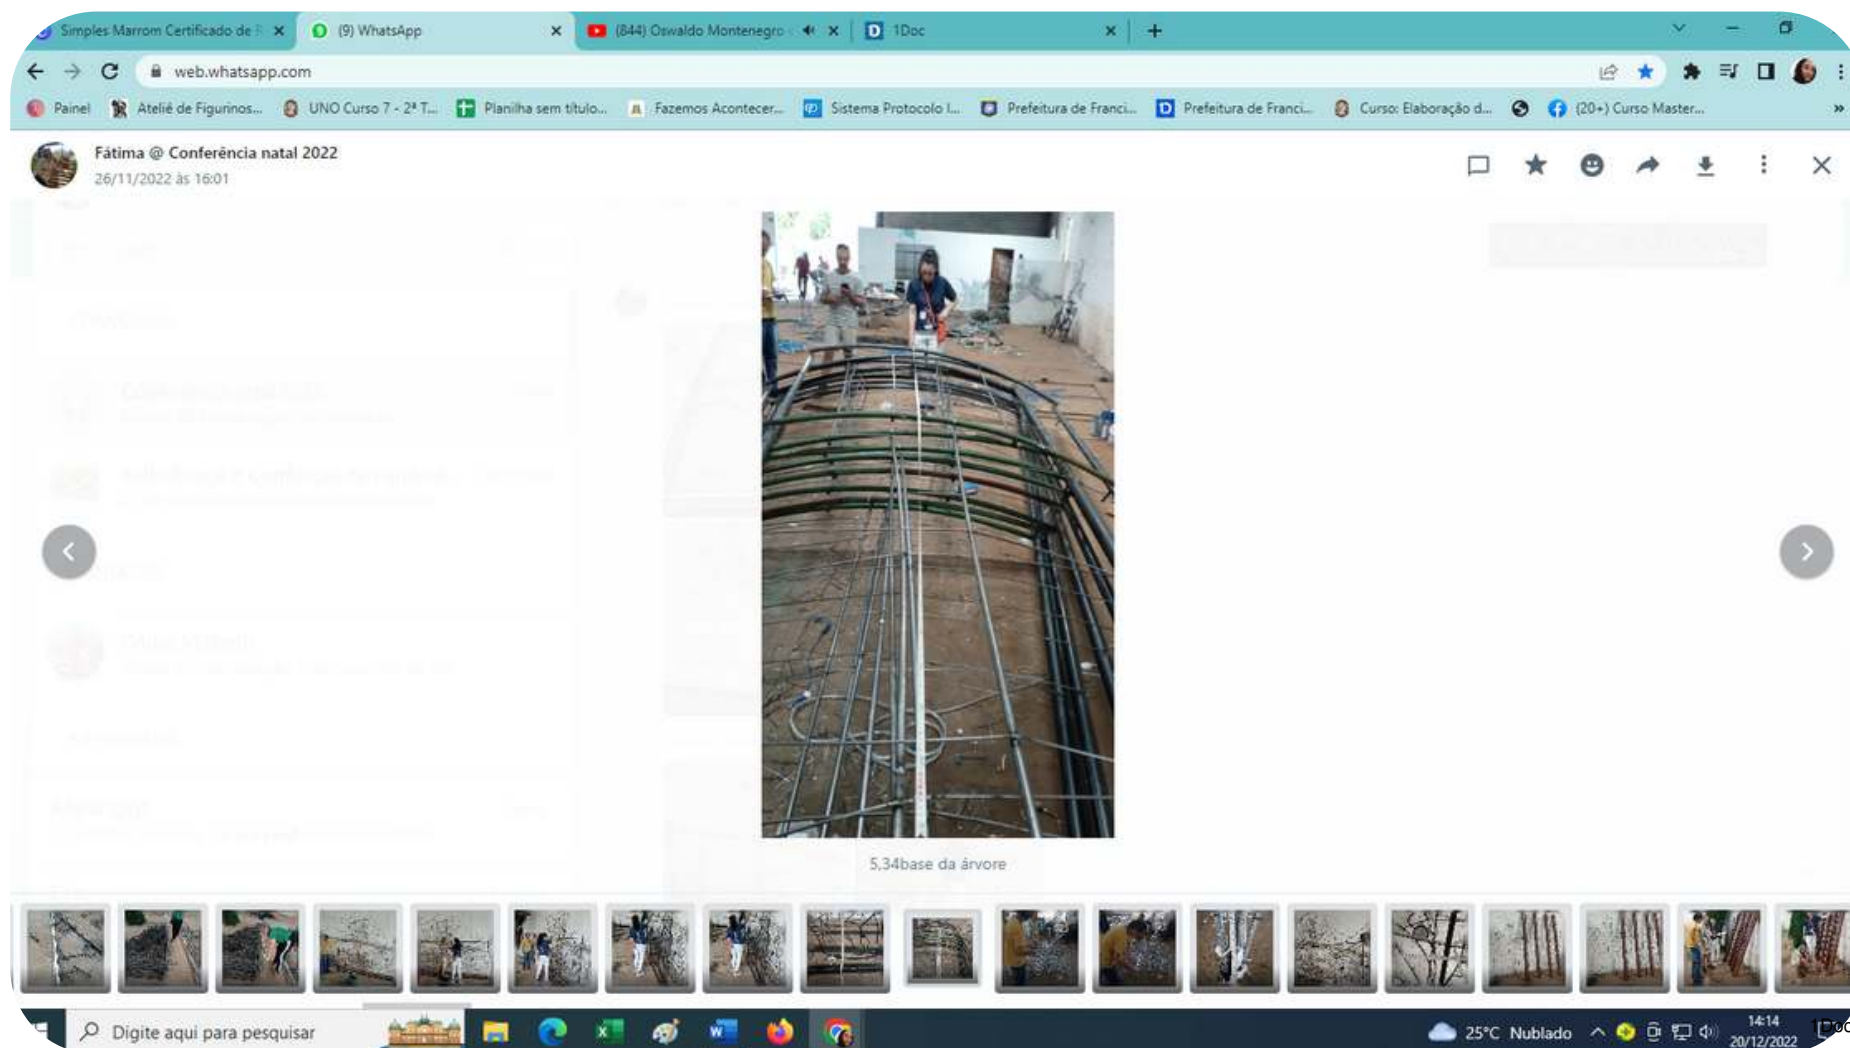 Simples Marrom Certificado de
(9) WhatsApp
(844) Oswaldo Montenegro
1Doc
web.whatsapp.com
Painel
Ateliê de Figurinos...
UNO Curso 7 - 2ª T...
Planilha sem título...
Fazemos Acontecer...
Sistema Protocolo I...
Prefeitura de Franci...
Prefeitura de Franci...
Curso: Elaboração d...
(20+) Curso Master...
Fátima @ Conferência natal 2022
26/11/2022 às 16:01
5,34base da árvore
Digite aqui para pesquisar
25°C Nublado
14:14
20/12/2022
1Doc